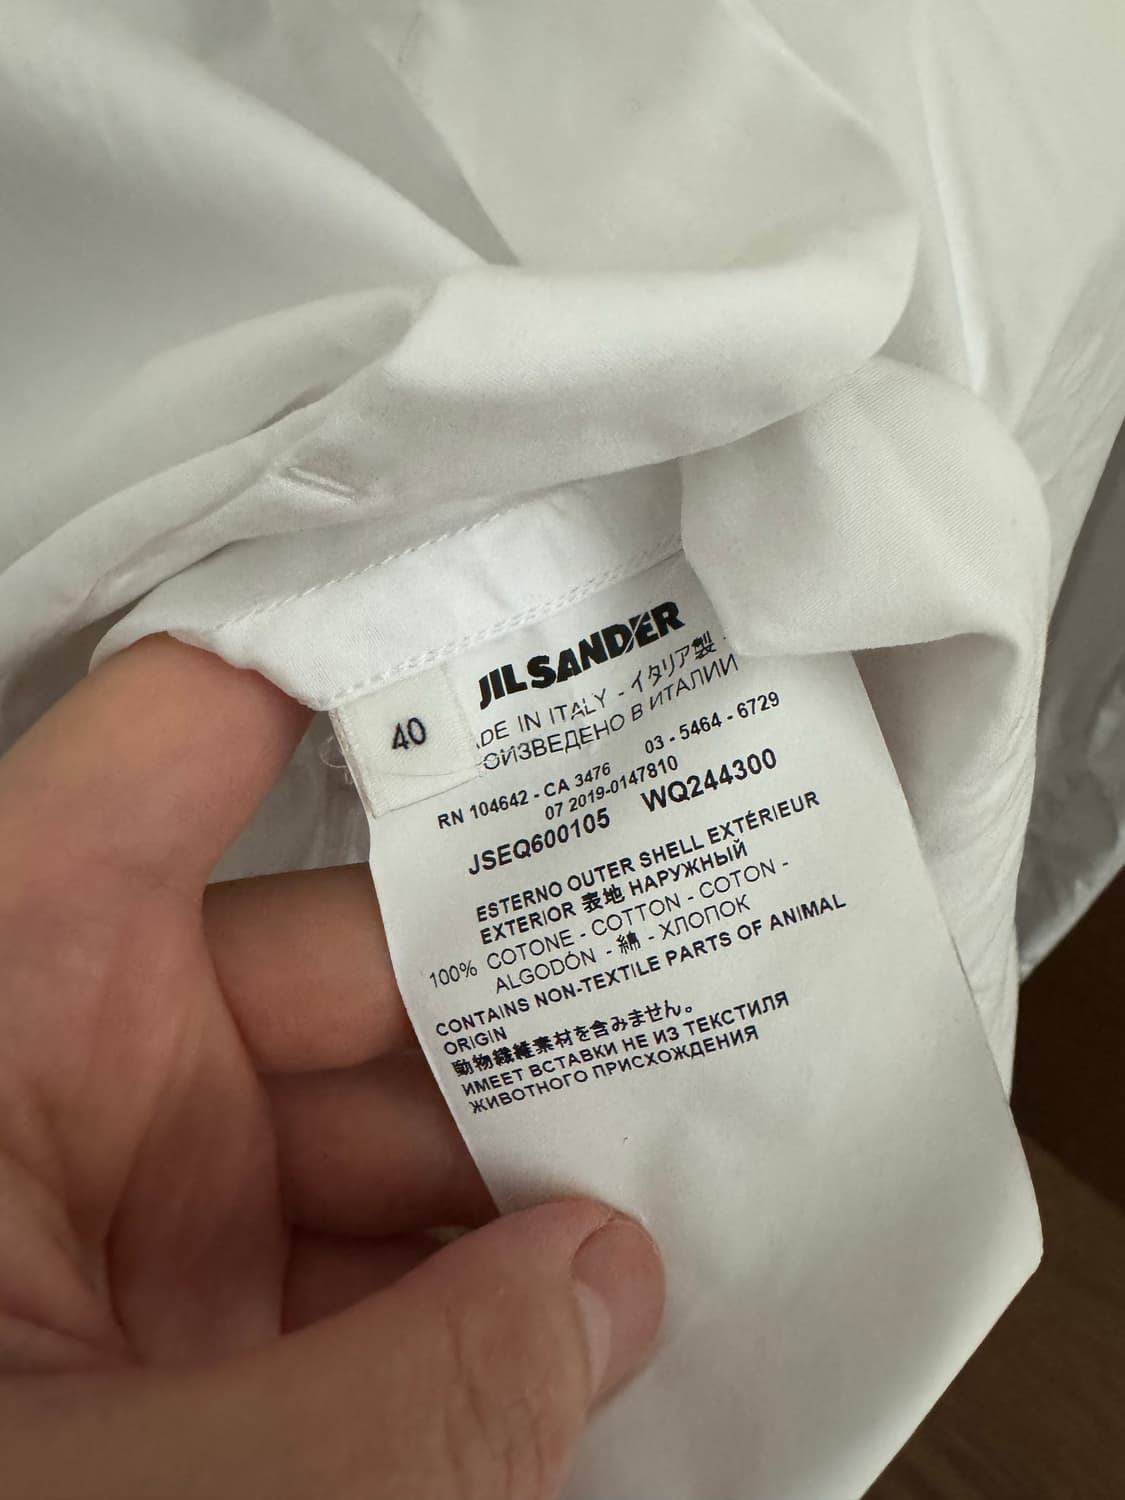 JIL SANDER
40
DE IN ITALY - イタリア製 -
ОИЗВЕДЕНО В ИТАЛИИ
03 - 5464 - 6729
RN 104642 - CA 3476
07 2019-0147810
JSEQ600105 WQ244300
ESTERNO OUTER SHELL EXTÉRIEUR
EXTERIOR 表地 НАРУЖНЫЙ
100% COTONE - COTTON - COTON -
ALGODÓN - 綿 - ХЛОПОК
CONTAINS NON-TEXTILE PARTS OF ANIMAL
ORIGIN
動物繊維素材を含みません。
ИМЕЕТ ВСТАВКИ НЕ ИЗ ТЕКСТИЛЯ
ЖИВОТНОГО ПРИСХОЖДЕНИЯ